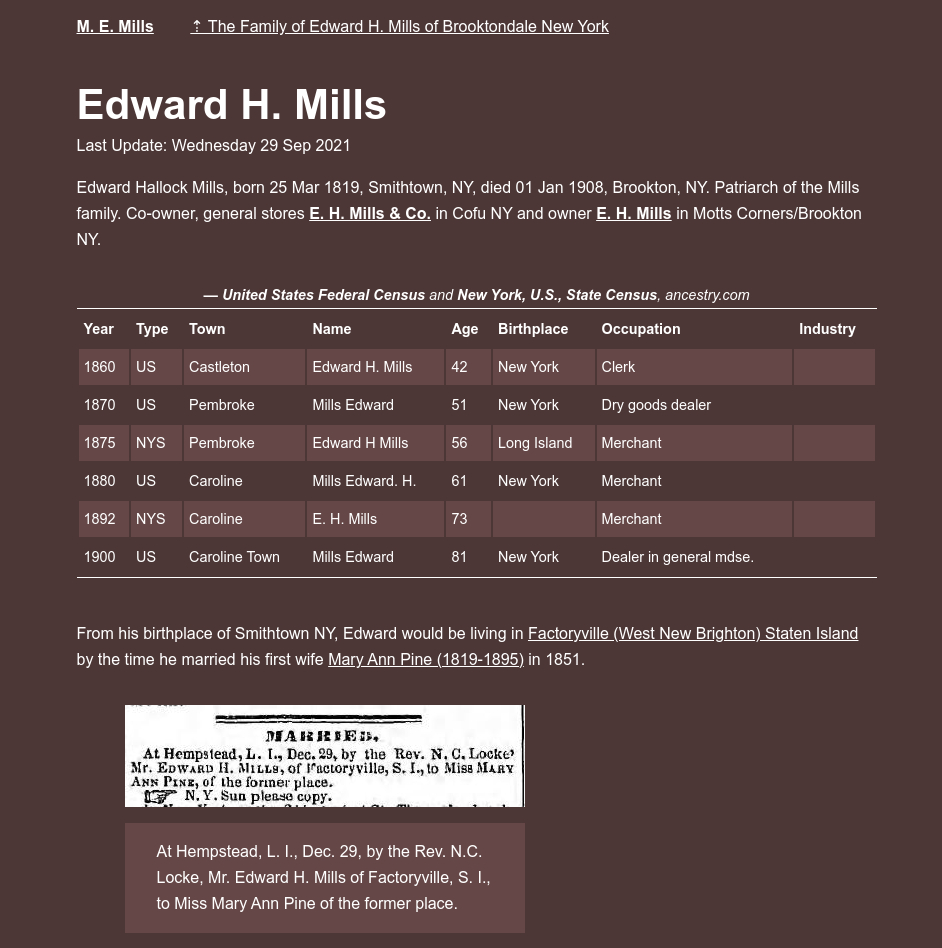 M. E. Mills ⇡ The Family of Edward H. Mills of Brooktondale New York
Edward H. Mills
Last Update: Wednesday 29 Sep 2021
Edward Hallock Mills, born 25 Mar 1819, Smithtown, NY, died 01 Jan 1908, Brookton, NY. Patriarch of the Mills
family. Co-owner, general stores E. H. Mills & Co. in Cofu NY and owner E. H. Mills in Motts Corners/Brookton
NY.
— United States Federal Census and New York, U.S., State Census, ancestry.com
Year Type Town Name Age Birthplace Occupation Industry
1860 US Castleton Edward H. Mills 42 New York Clerk
1870 US Pembroke Mills Edward 51 New York Dry goods dealer
1875 NYS Pembroke Edward H Mills 56 Long Island Merchant
1880 US Caroline Mills Edward. H. 61 New York Merchant
1892 NYS Caroline E. H. Mills 73 Merchant
1900 US Caroline Town Mills Edward 81 New York Dealer in general mdse.
From his birthplace of Smithtown NY, Edward would be living in Factoryville (West New Brighton) Staten Island
by the time he married his first wife Mary Ann Pine (1819-1895) in 1851.
MARRIED.
At Hempstead, L. I., Dec. 29, by the Rev. N. C. Locke,
Mr. EDWARD H. MILLS, of Factoryville, S. I., to Miss MARY
ANN PINE, of the former place.
☞ N. Y. Sun please copy.
At Hempstead, L. I., Dec. 29, by the Rev. N.C.
Locke, Mr. Edward H. Mills of Factoryville, S. I.,
to Miss Mary Ann Pine of the former place.